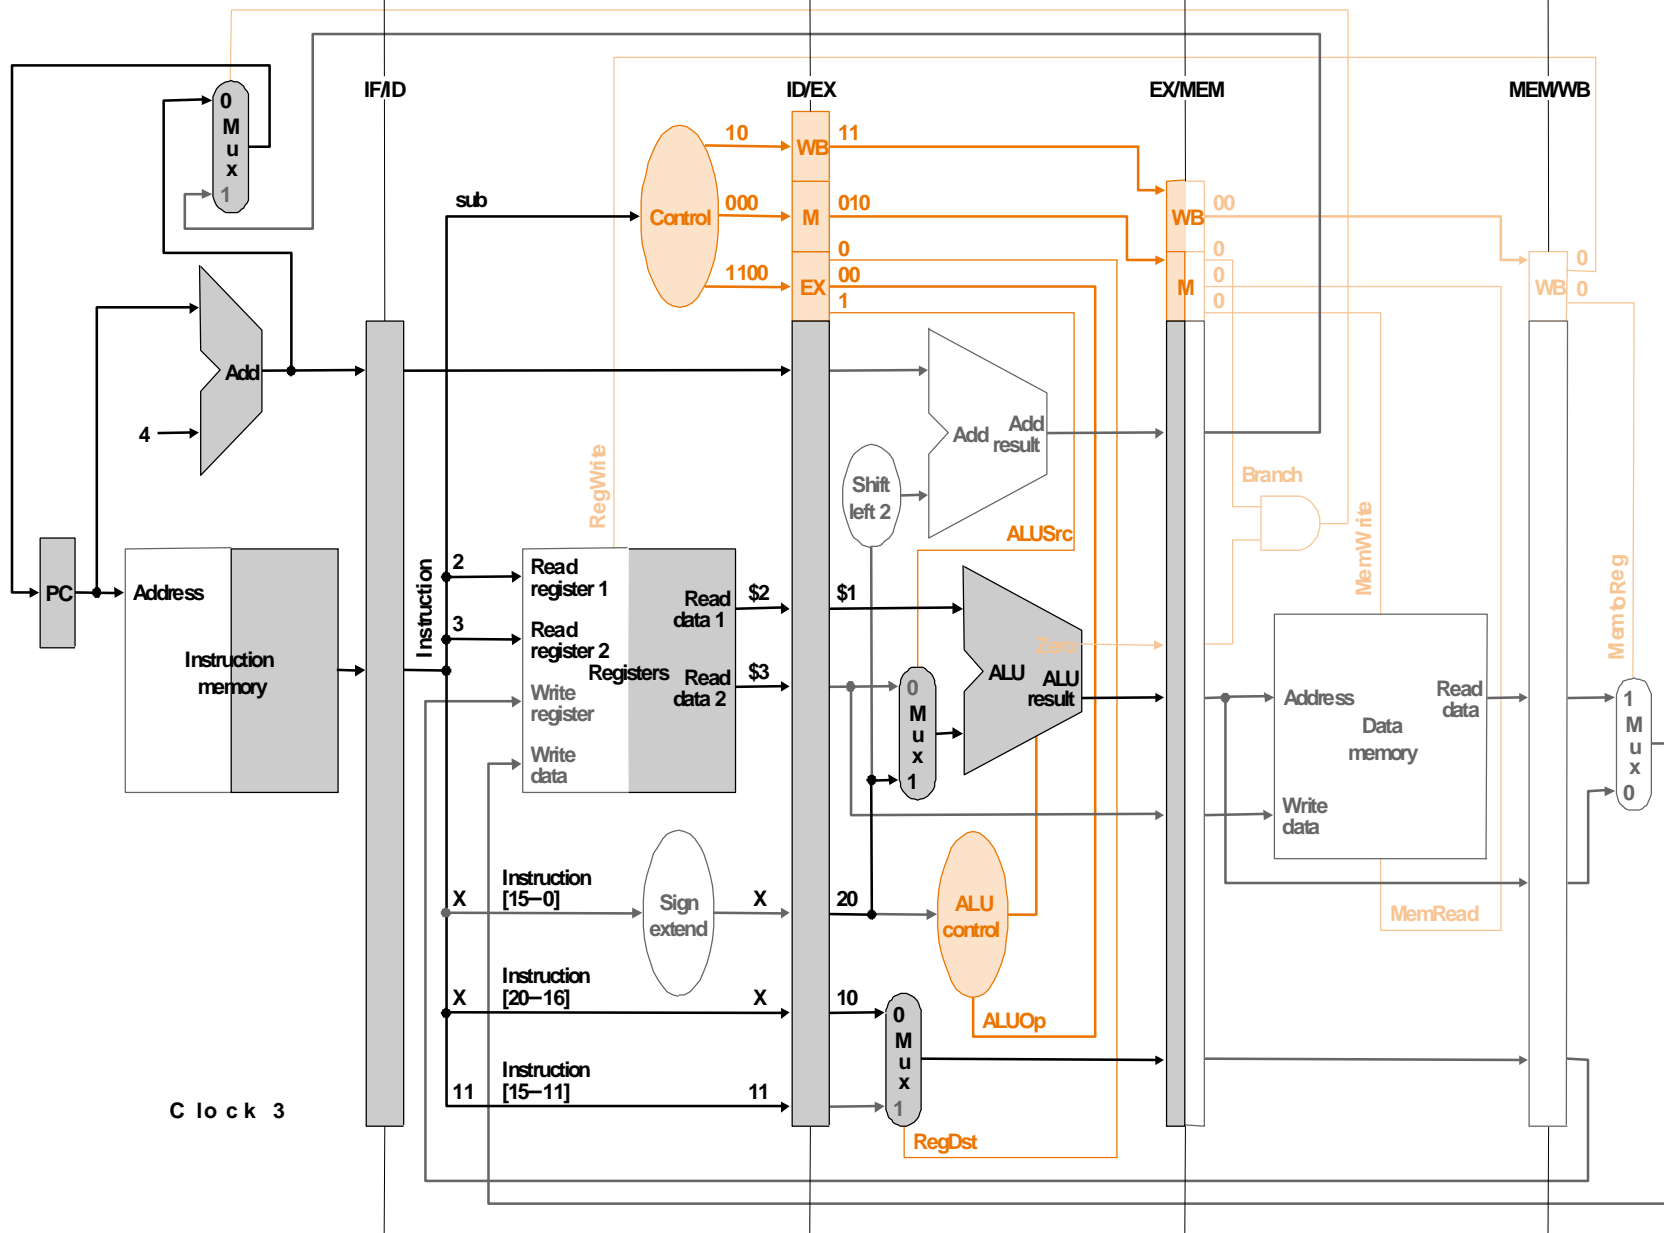 IF/ID
ID/EX
EX/MEM
MEM/WB
0
M
u
x
1
10
WB
11
sub
Control
000
M
010
WB
00
1100
EX
0
00
1
M
0
0
0
WB
0
0
Add
4
Add
Add
result
Shift
left 2
RegWrite
ALUSrc
Branch
MemWrite
MemtoReg
PC
Address
Instruction
memory
Instruction
2
Read
register 1
3
Read
register 2
Registers
Write
register
Write
data
Read
data 1
$2
$1
Read
data 2
$3
0
M
u
x
1
Zero
ALU
ALU
result
Address
Read
data
Data
memory
Write
data
1
M
u
x
0
X
Instruction
[15–0]
Sign
extend
X
20
ALU
control
MemRead
X
Instruction
[20–16]
X
10
ALUOp
0
M
u
x
1
11
Instruction
[15–11]
11
RegDst
Clock 3